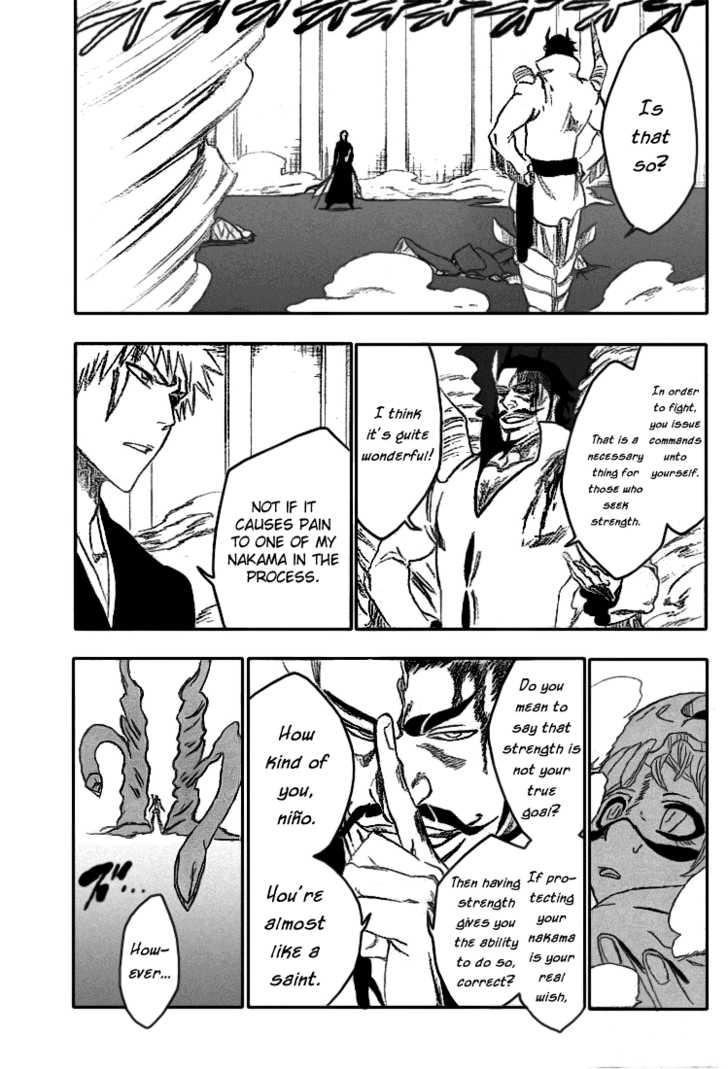 Is
that
so?
In order
to fight,
you issue
commands
unto
yourself.
That is a
necessary
thing for
those who
seek
strength.
I think
it's quite
wonderful!
NOT IF IT
CAUSES PAIN
TO ONE OF MY
NAKAMA IN THE
PROCESS.
Do you
mean to
say that
strength is
not your
true
goal?
If pro-
tecting
your
nakama
is your
real
wish,
Then having
strength
gives you
the ability
to do so,
correct?
How
kind of
you,
niño.
You're
almost
like a
saint.
How-
ever...